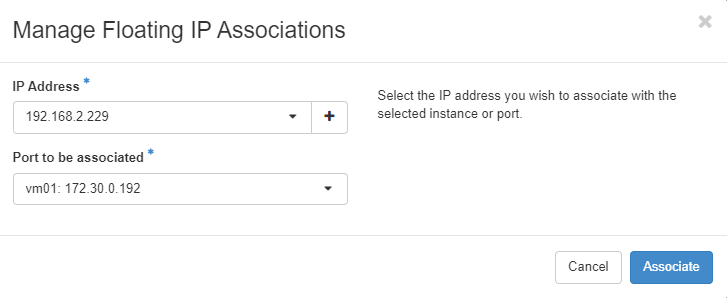 Manage Floating IP Associations
×
IP Address *
192.168.2.229
+
Select the IP address you wish to associate with the
selected instance or port.
Port to be associated *
vm01: 172.30.0.192
Cancel
Associate